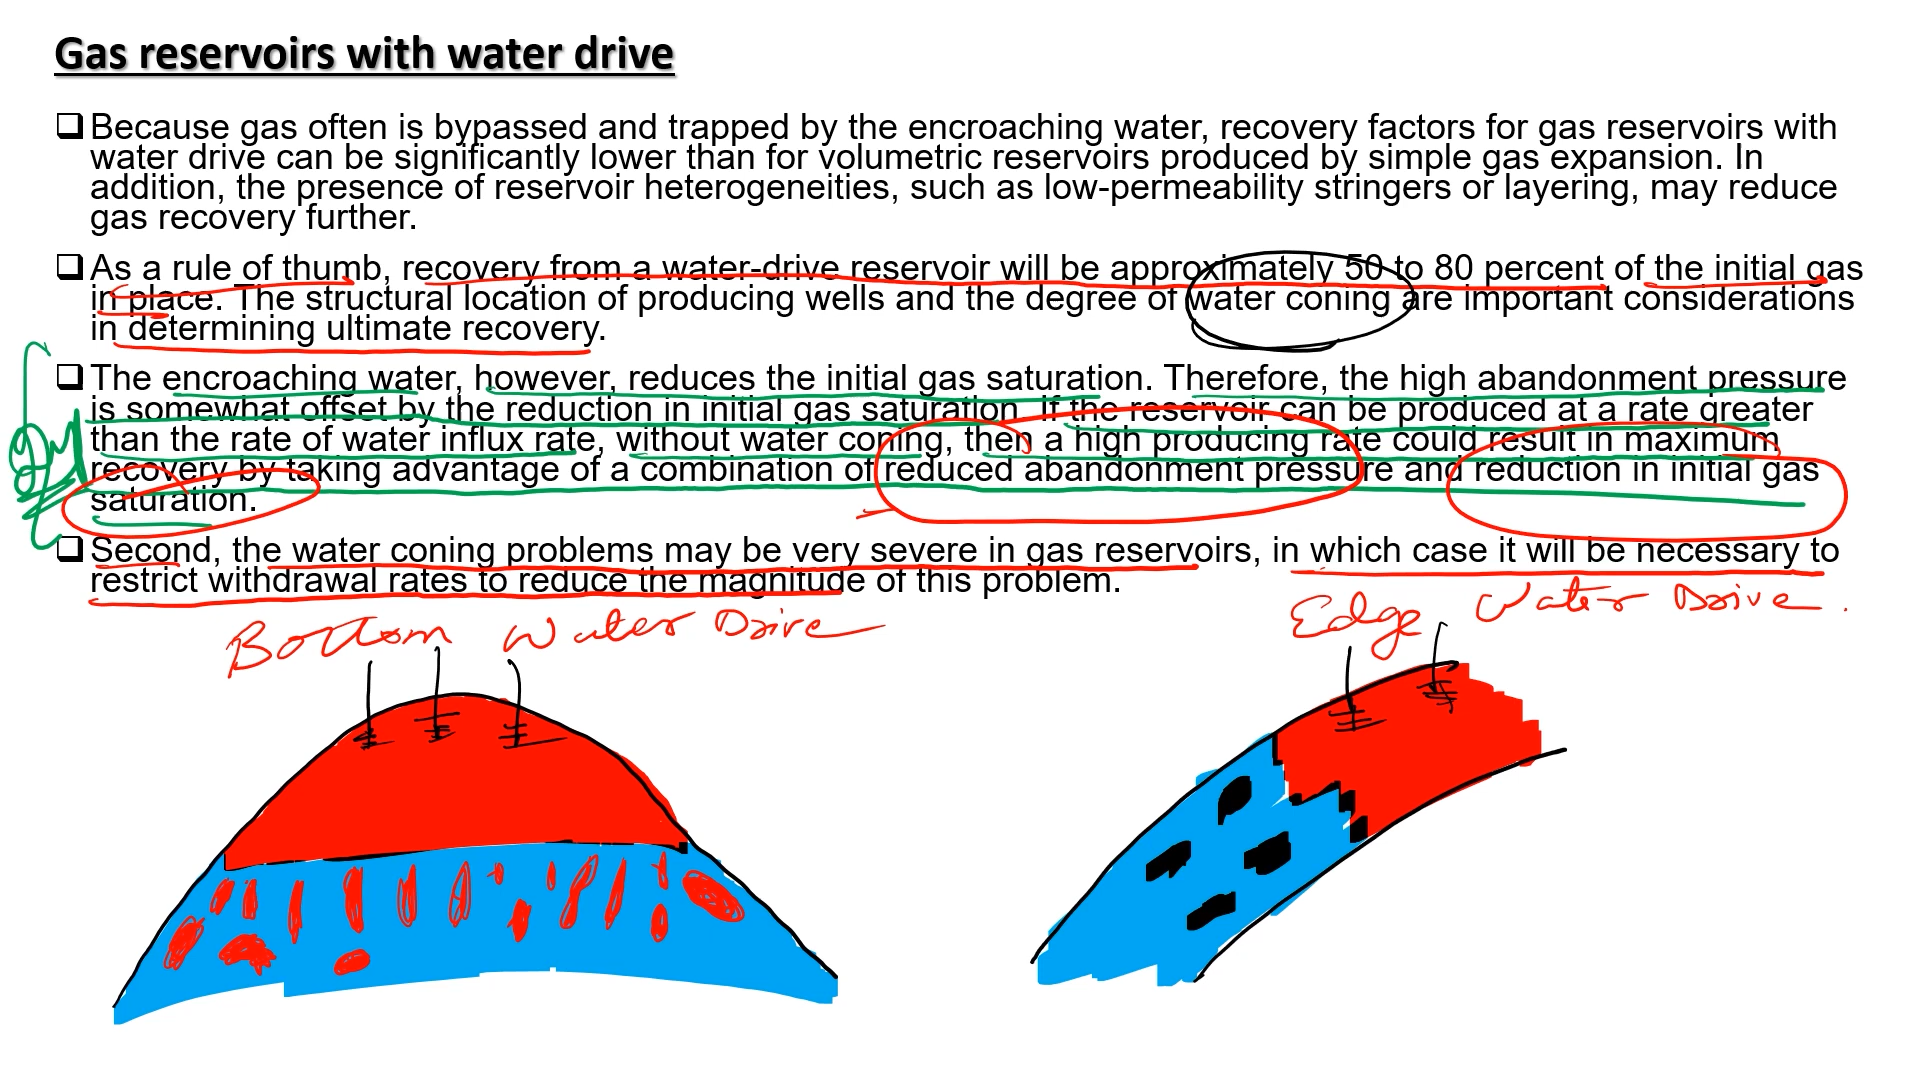 Gas reservoirs with water drive
Because gas often is bypassed and trapped by the encroaching water, recovery factors for gas reservoirs with
water drive can be significantly lower than for volumetric reservoirs produced by simple gas expansion. In
addition, the presence of reservoir heterogeneities, such as low-permeability stringers or layering, may reduce
gas recovery further.
As a rule of thumb, recovery from a water-drive reservoir will be approximately 50 to 80 percent of the initial gas
in place. The structural location of producing wells and the degree of water coning are important considerations
in determining ultimate recovery.
The encroaching water, however, reduces the initial gas saturation. Therefore, the high abandonment pressure
is somewhat offset by the reduction in initial gas saturation. If the reservoir can be produced at a rate greater
than the rate of water influx rate, without water coning, then a high producing rate could result in maximum
recovery by taking advantage of a combination of reduced abandonment pressure and reduction in initial gas
saturation.
Second, the water coning problems may be very severe in gas reservoirs, in which case it will be necessary to
restrict withdrawal rates to reduce the magnitude of this problem.
Bottom Water Drive
Edge Water Drive.